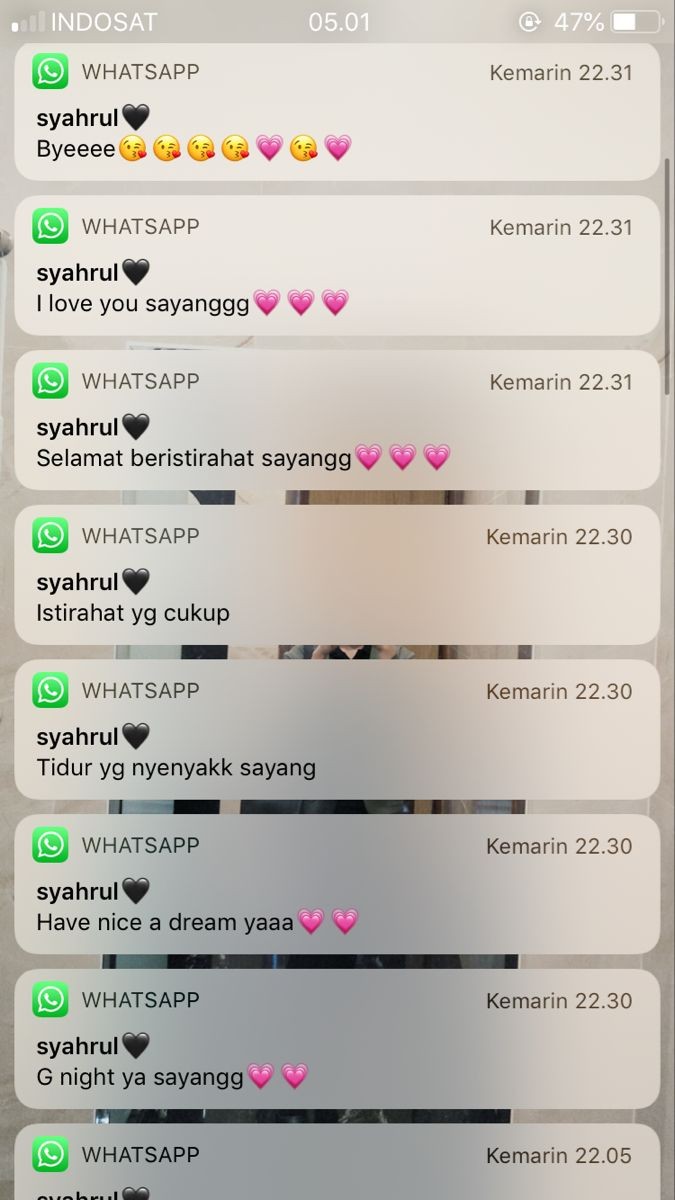 INDOSAT 05.01 47%
WHATSAPP Kemarin 22.31
syahrul🖤
Byeeee😘😘😘😘💗😘💗
WHATSAPP Kemarin 22.31
syahrul🖤
I love you sayanggg💗💗💗
WHATSAPP Kemarin 22.31
syahrul🖤
Selamat beristirahat sayangg💗💗💗
WHATSAPP Kemarin 22.30
syahrul🖤
Istirahat yg cukup
WHATSAPP Kemarin 22.30
syahrul🖤
Tidur yg nyenyakk sayang
WHATSAPP Kemarin 22.30
syahrul🖤
Have nice a dream yaaa💗💗
WHATSAPP Kemarin 22.30
syahrul🖤
G night ya sayangg💗💗
WHATSAPP Kemarin 22.05
syahrul🖤